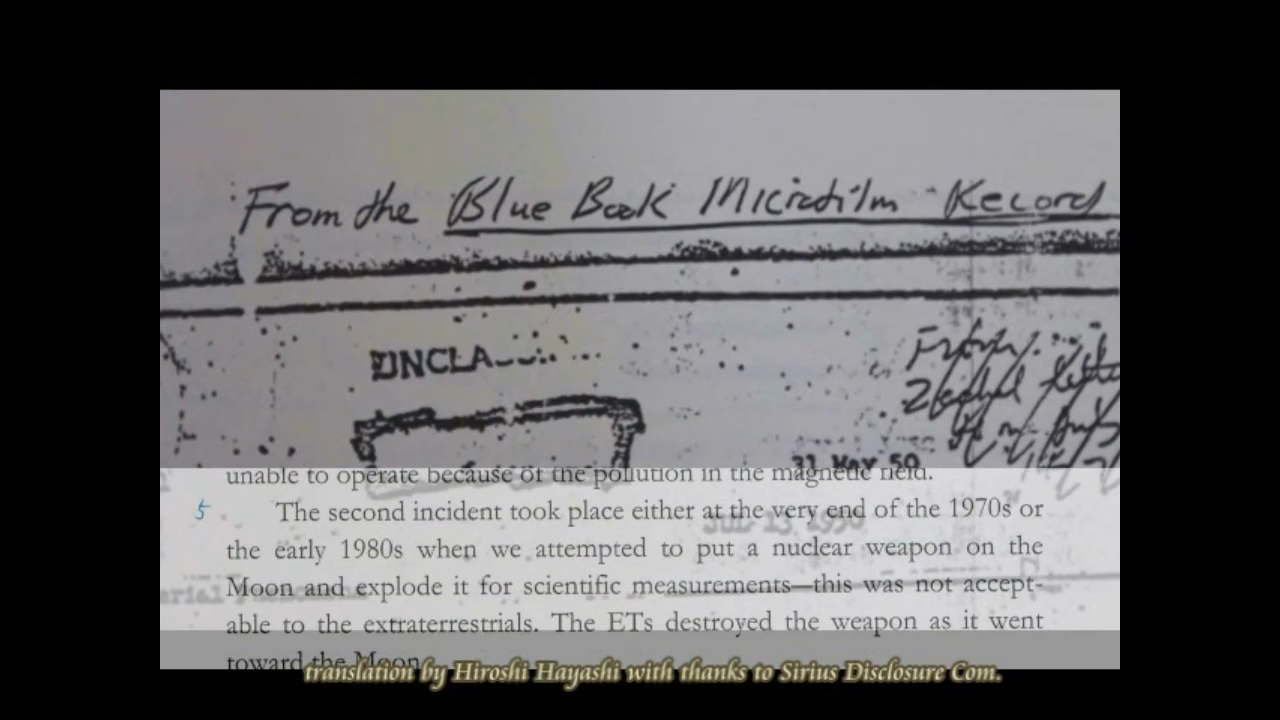 From the Blue Book Microfilm Record
UNCLA
31 May 50
unable to operate because of the pollution in the magnetic field.
5 The second incident took place either at the very end of the 1970s or
the early 1980s when we attempted to put a nuclear weapon on the
Moon and explode it for scientific measurements—this was not accept-
able to the extraterrestrials. The ETs destroyed the weapon as it went
toward the Moon
translation by Hiroshi Hayashi with thanks to Sirius Disclosure Com.